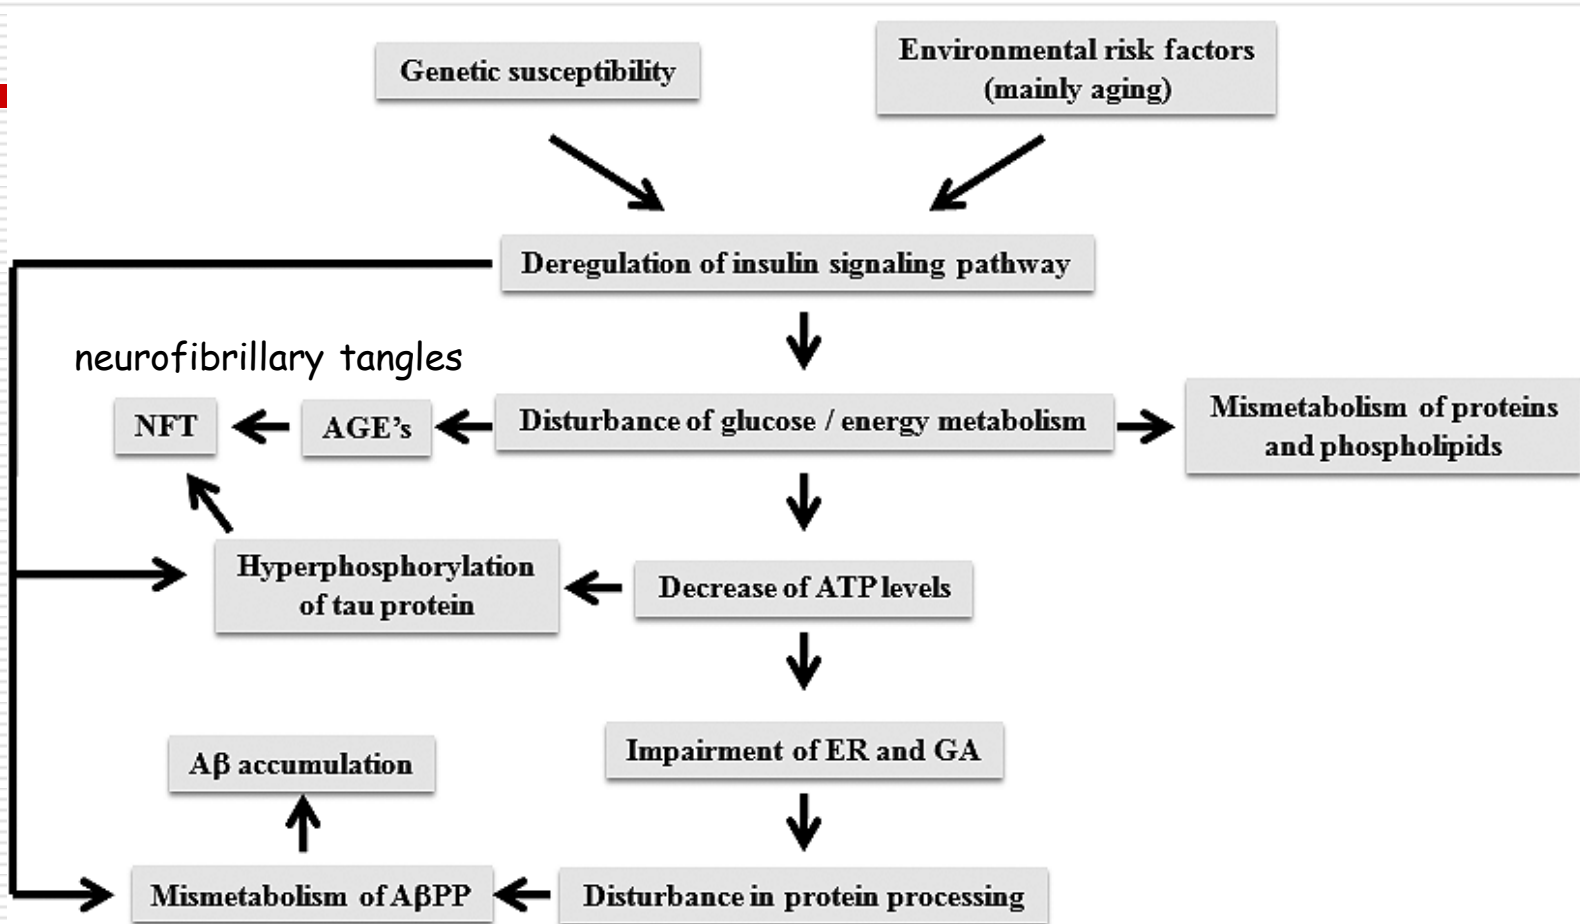 Genetic susceptibility
Environmental risk factors
(mainly aging)
Deregulation of insulin signaling pathway
neurofibrillary tangles
NFT
AGE’s
Disturbance of glucose / energy metabolism
Mismetabolism of proteins
and phospholipids
Hyperphosphorylation
of tau protein
Decrease of ATP levels
Aβ accumulation
Impairment of ER and GA
Mismetabolism of AβPP
Disturbance in protein processing